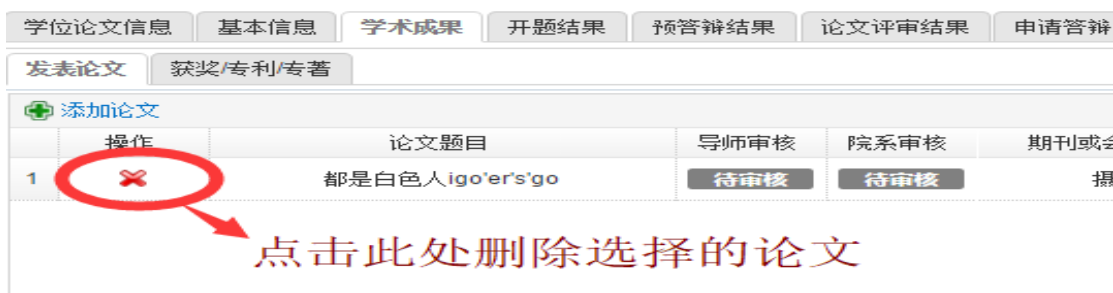 学位论文信息 基本信息 学术成果 开题结果 预答辩结果 论文评审结果 申请答辩
发表论文 获奖/专利/专著
添加论文
操作 论文题目 导师审核 院系审核 期刊或会
1 都是白色人igo'er's'go 待审核 待审核 摄
点击此处删除选择的论文